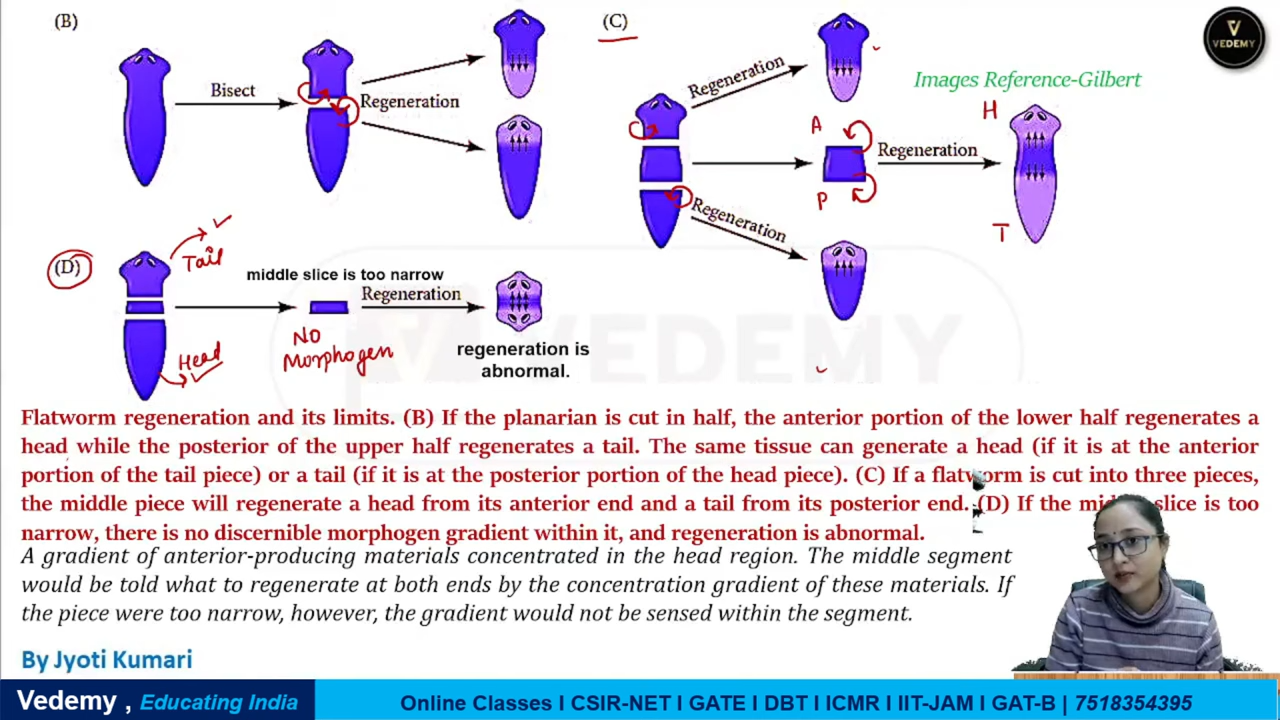 (B)
Bisect
Regeneration
(C)
Regeneration
Regeneration
Regeneration
A
P
H
T
Images Reference-Gilbert
VEDEMY
(D)
Tail
Head
middle slice is too narrow
Regeneration
NO
Morphogen
regeneration is
abnormal.
VEDEMY
Flatworm regeneration and its limits. (B) If the planarian is cut in half, the anterior portion of the lower half regenerates a
head while the posterior of the upper half regenerates a tail. The same tissue can generate a head (if it is at the anterior
portion of the tail piece) or a tail (if it is at the posterior portion of the head piece). (C) If a flatworm is cut into three pieces,
the middle piece will regenerate a head from its anterior end and a tail from its posterior end. (D) If the middle slice is too
narrow, there is no discernible morphogen gradient within it, and regeneration is abnormal.
A gradient of anterior-producing materials concentrated in the head region. The middle segment
would be told what to regenerate at both ends by the concentration gradient of these materials. If
the piece were too narrow, however, the gradient would not be sensed within the segment.
By Jyoti Kumari
Vedemy , Educating India
Online Classes I CSIR-NET I GATE I DBT I ICMR I IIT-JAM I GAT-B I 7518354395